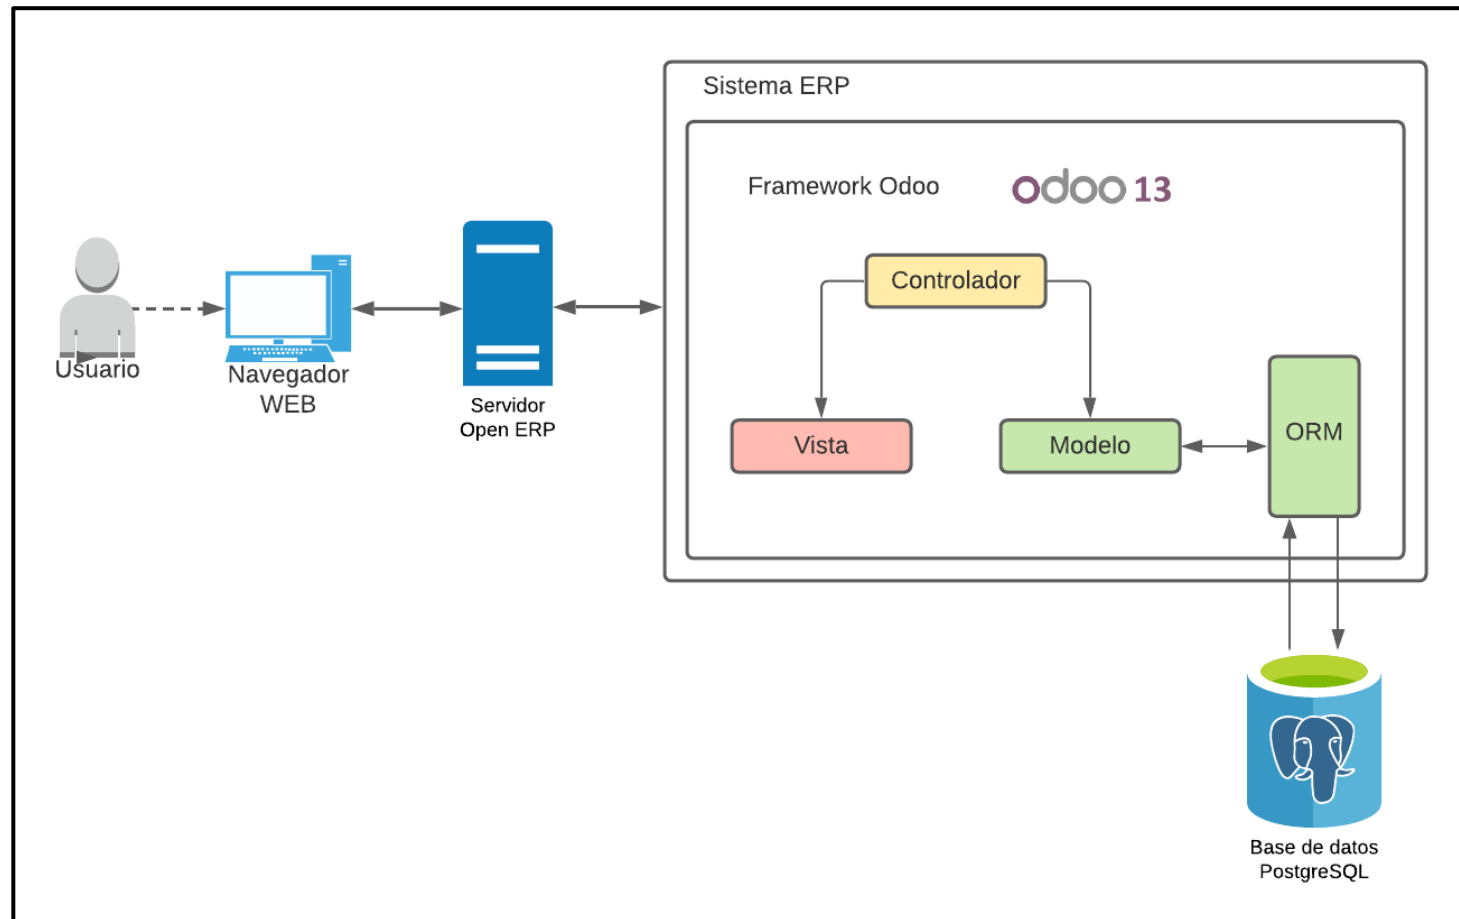 Sistema ERP
Framework Odoo
odoo 13
Controlador
Vista
Modelo
ORM
Usuario
Navegador
WEB
Servidor
Open ERP
Base de datos
PostgreSQL